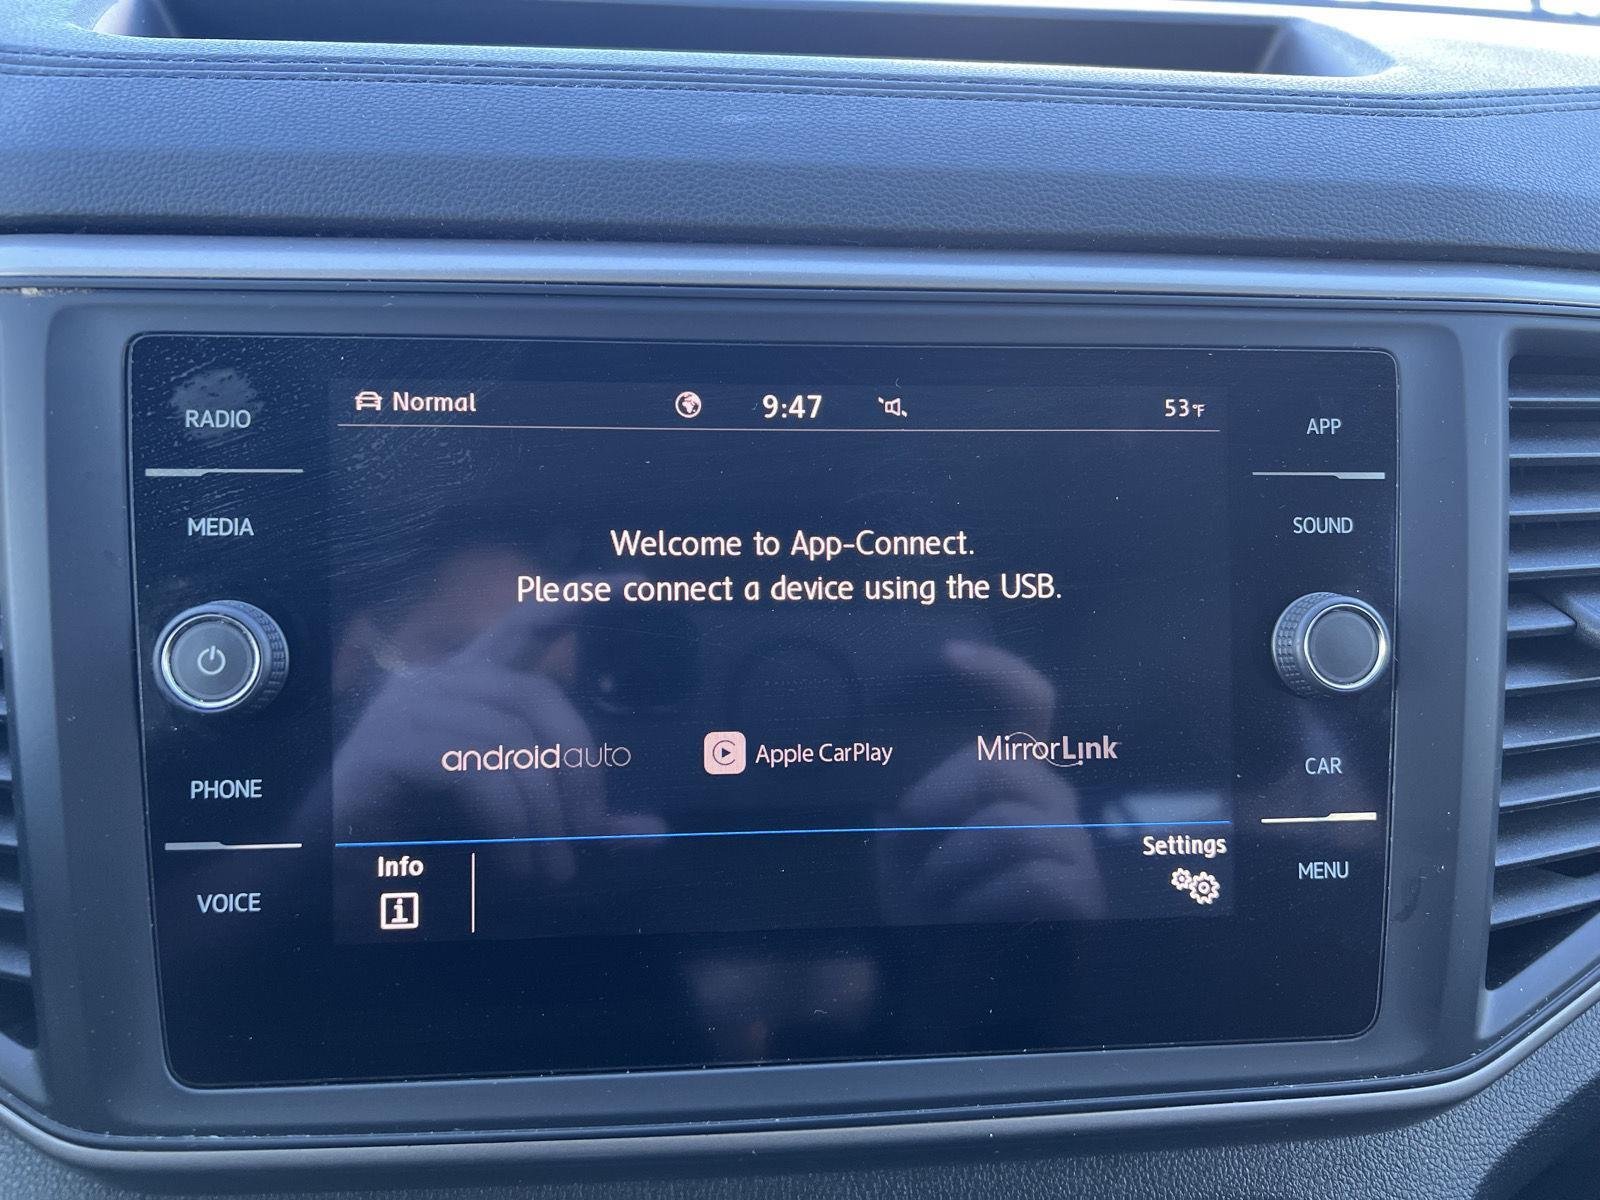 RADIO
MEDIA
PHONE
VOICE
Normal
9:47
53°F
Welcome to App-Connect.
Please connect a device using the USB.
androidauto
Apple CarPlay
MirrorLink
Info
i
Settings
APP
SOUND
CAR
MENU